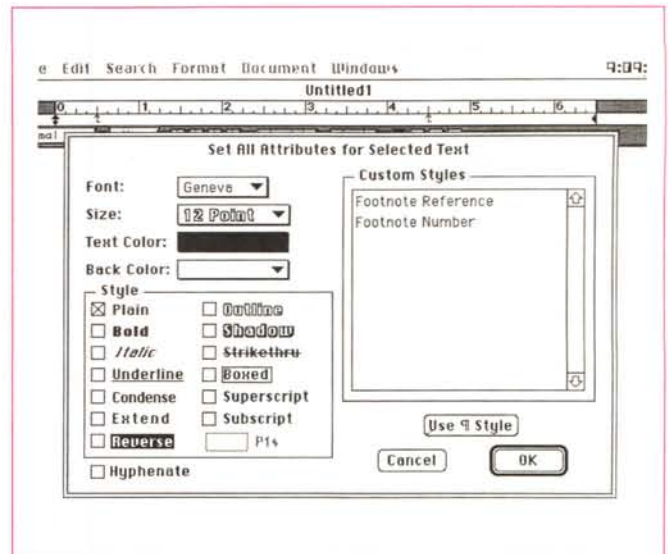 e Edit Search Format Document Windows 9:09:
Untitled1
0 1 2 3 4 5 6
mal
Set All Attributes for Selected Text
Font: Geneva
Size: 12 Point
Text Color:
Back Color:
Style
Plain
Bold
Italic
Underline
Condense
Extend
Reverse
Outline
Shadow
Strikethru
Boxed
Superscript
Subscript
Pts
Hyphenate
Custom Styles
Footnote Reference
Footnote Number
Use ¶ Style
Cancel
OK